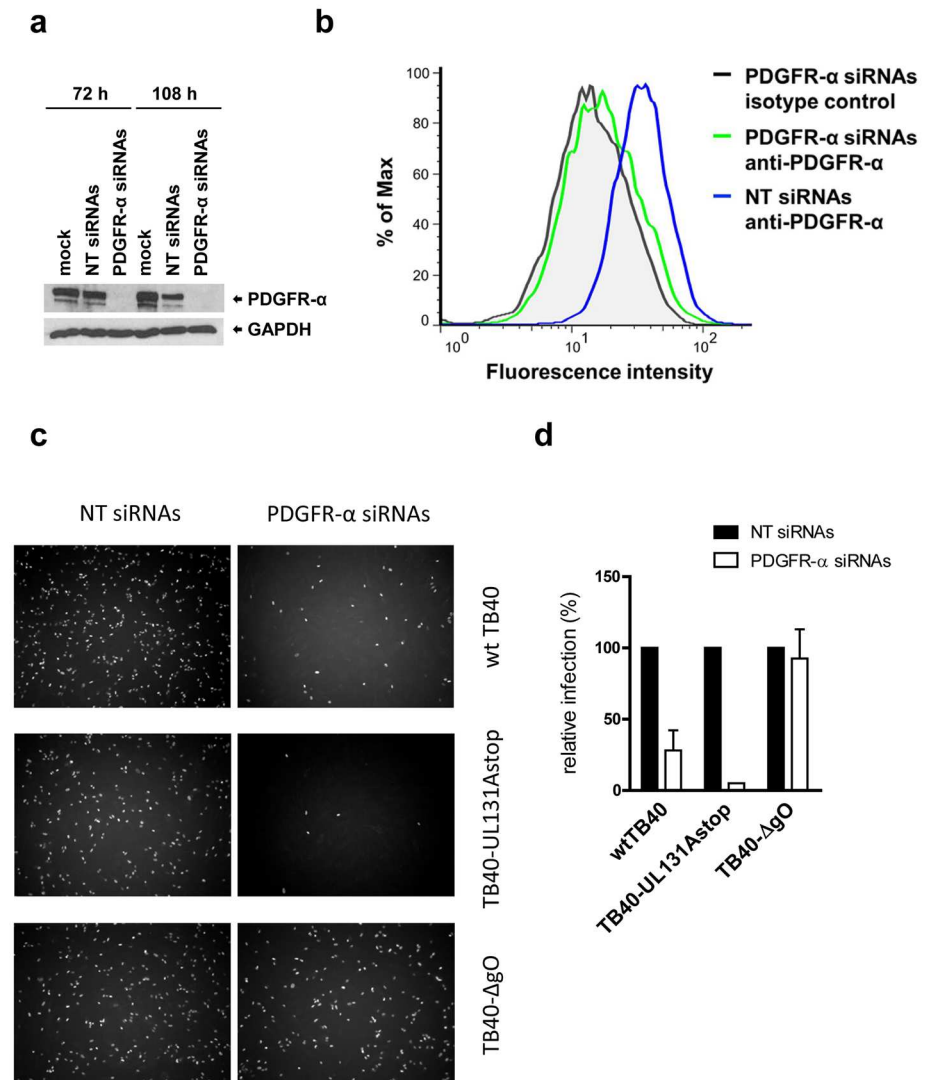 a
72 h
108 h
mock
NT siRNAs
PDGFR-α siRNAs
mock
NT siRNAs
PDGFR-α siRNAs
PDGFR-α
GAPDH
b
% of Max
100
80
60
40
20
0
10⁰
10¹
10²
Fluorescence intensity
PDGFR-α siRNAs
isotype control
PDGFR-α siRNAs
anti-PDGFR-α
NT siRNAs
anti-PDGFR-α
c
NT siRNAs
PDGFR-α siRNAs
wt TB40
TB40-UL131Astop
TB40-ΔgO
d
NT siRNAs
PDGFR-α siRNAs
relative infection (%)
150
100
50
0
wtTB40
TB40-UL131Astop
TB40-ΔgO